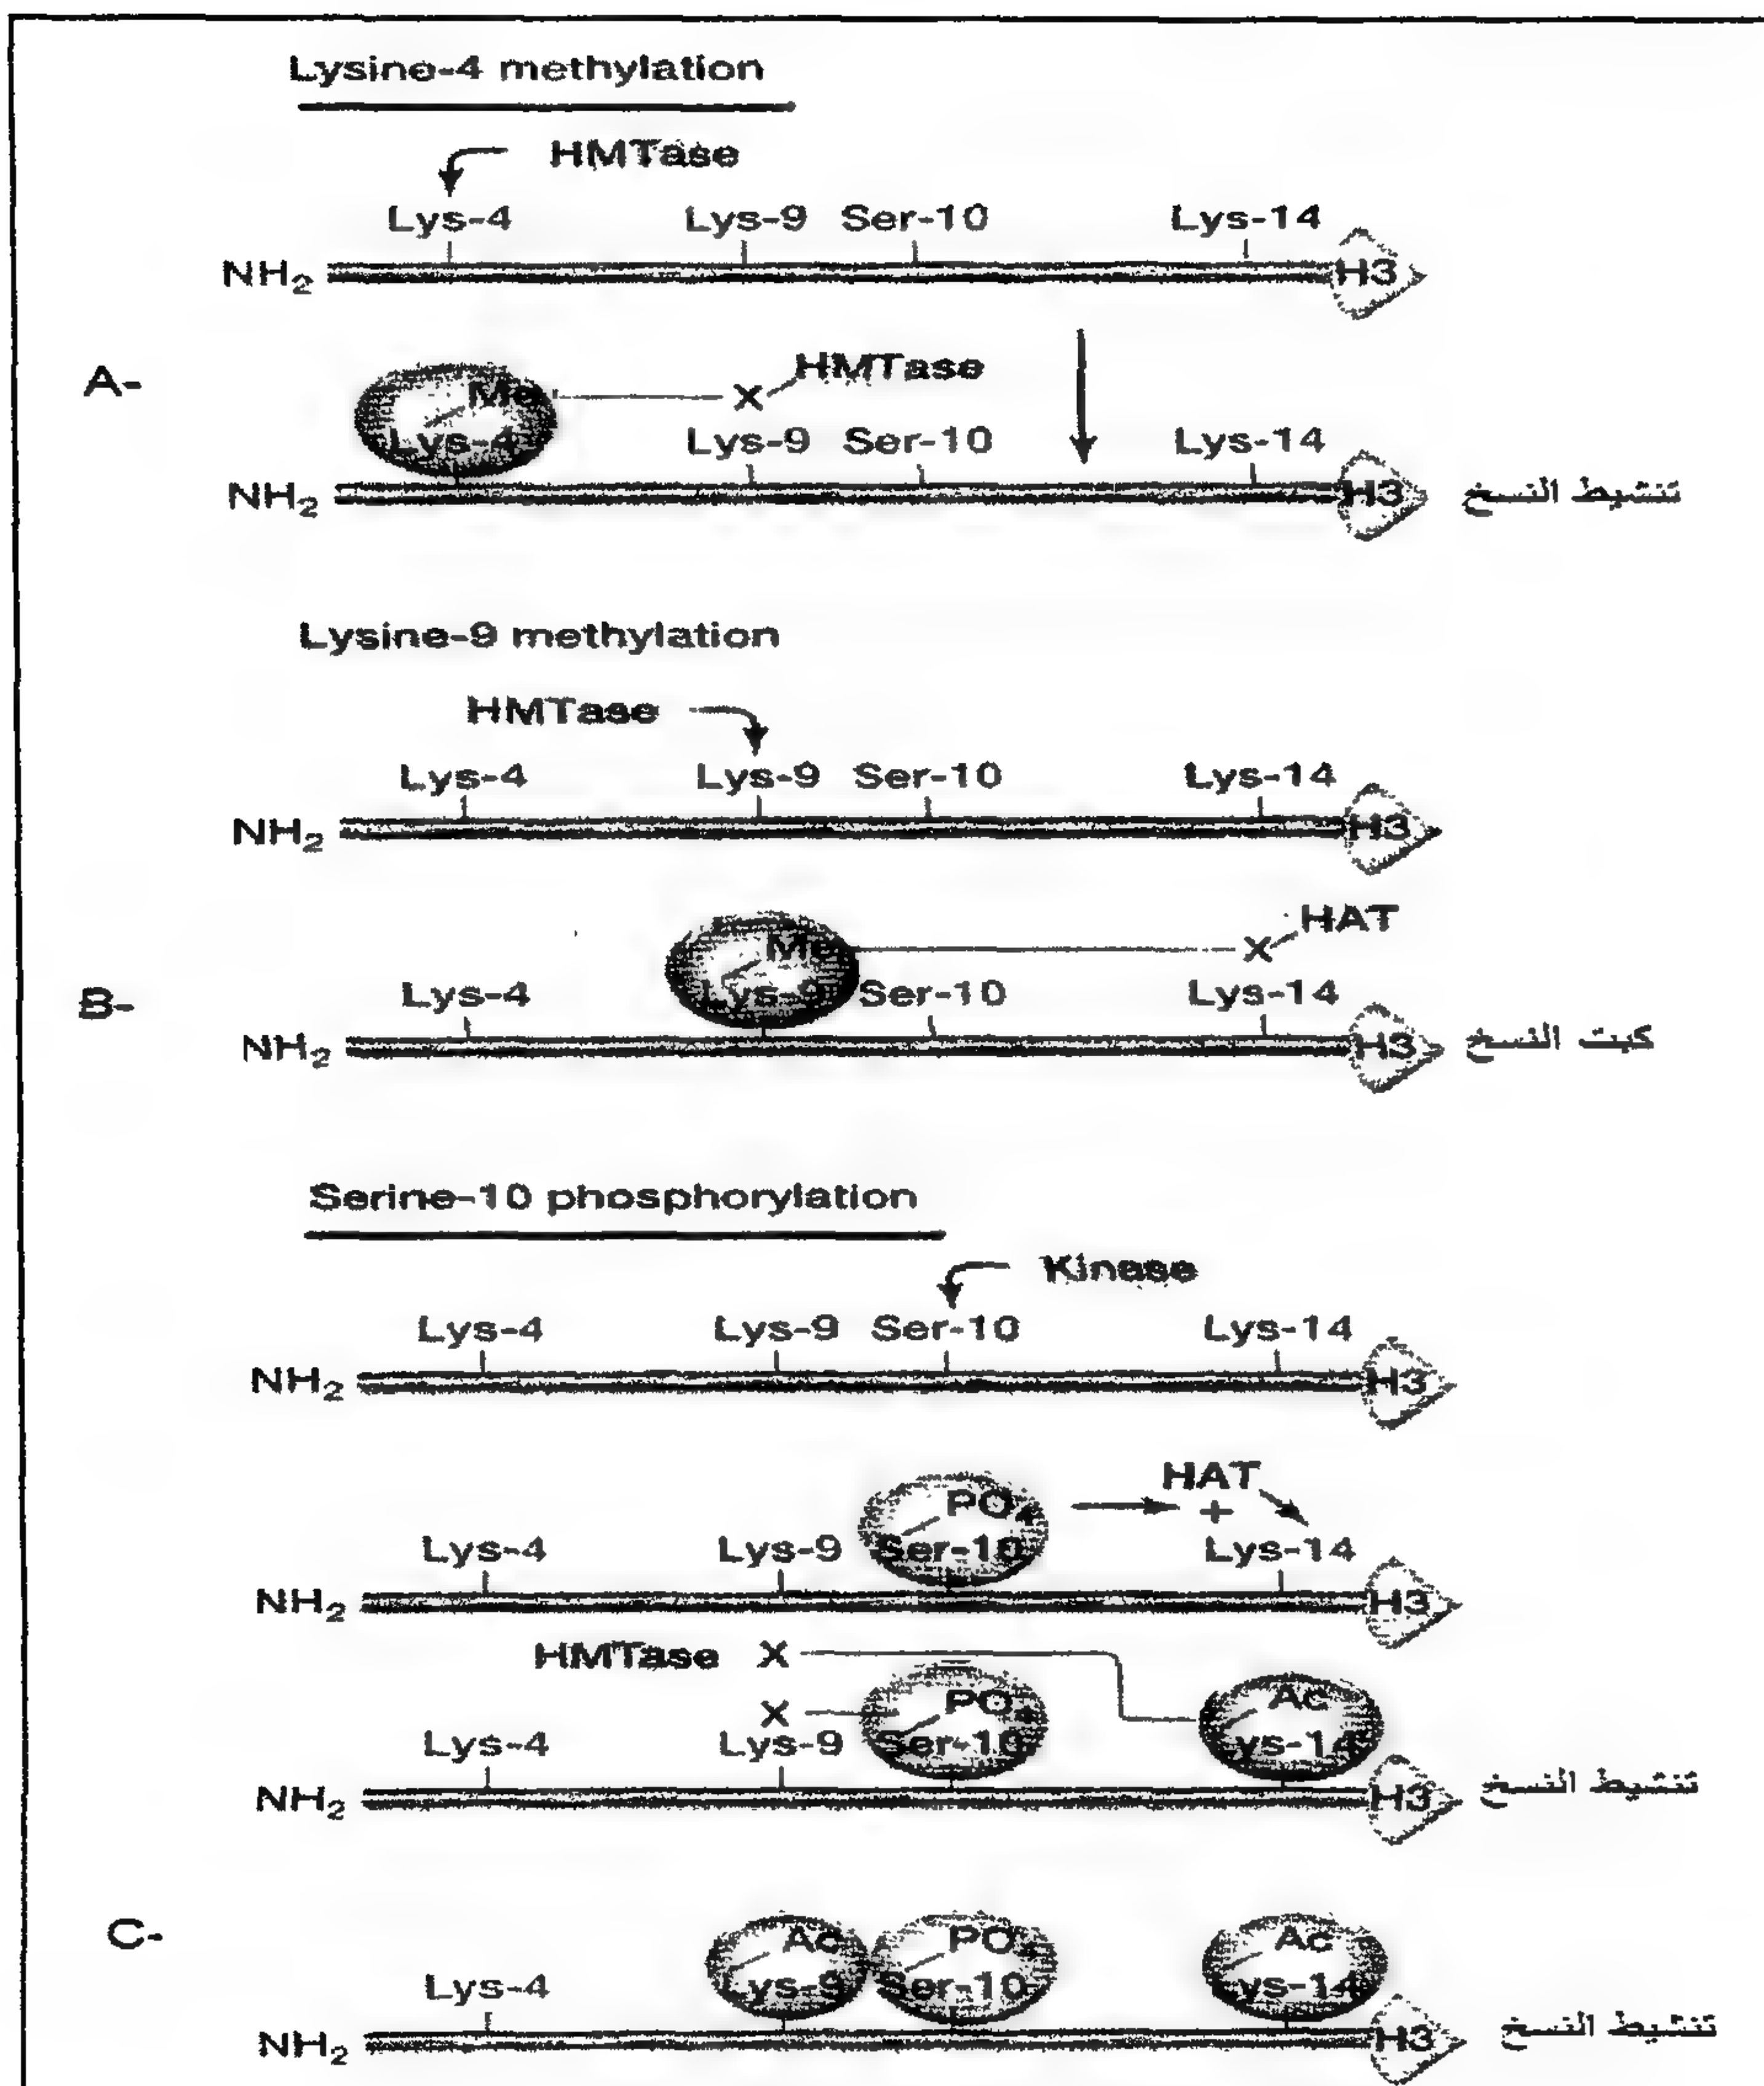 Lysine-4 methylation
HMTase
Lys-4 Lys-9 Ser-10 Lys-14
NH₂ H3
A-
Me X HMTase
Lys-4 Lys-9 Ser-10 Lys-14
NH₂ H3 تنشيط النسخ
Lysine-9 methylation
HMTase
Lys-4 Lys-9 Ser-10 Lys-14
NH₂ H3
Me X HAT
B-
Lys-4 Lys-9 Ser-10 Lys-14
NH₂ H3 كبت النسخ
Serine-10 phosphorylation
Kinase
Lys-4 Lys-9 Ser-10 Lys-14
NH₂ H3
PO₄ HAT +
Lys-4 Lys-9 Ser-10 Lys-14
NH₂ H3
HMTase X
X PO₄ Ac
Lys-4 Lys-9 Ser-10 Lys-14
NH₂ H3 تنشيط النسخ
C-
Ac PO₄ Ac
Lys-4 Lys-9 Ser-10 Lys-14
NH₂ H3 تنشيط النسخ